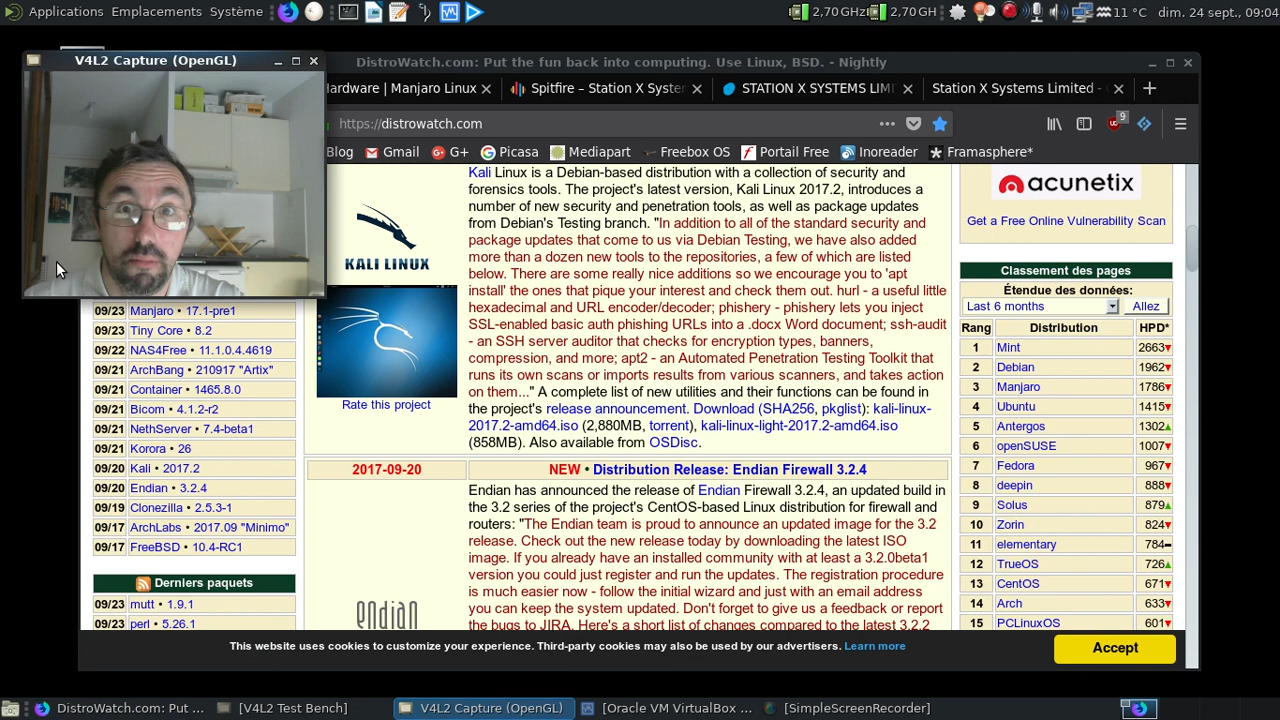 Applications Emplacements Système
2,70 GHz 2,70 GH
11 °C dim. 24 sept., 09:04
V4L2 Capture (OpenGL)
DistroWatch.com: Put the fun back into computing. Use Linux, BSD. - Nightly
Hardware | Manjaro Linux
Spitfire – Station X System
STATION X SYSTEMS LIMI
Station X Systems Limited -
https://distrowatch.com
9
Blog Gmail G+ Picasa Mediapart Freebox OS Portail Free Inoreader Framasphere*
09/23 Manjaro • 17.1-pre1
09/23 Tiny Core • 8.2
09/22 NAS4Free • 11.1.0.4.4619
09/21 ArchBang • 210917 "Artix"
09/21 Container • 1465.8.0
09/21 Bicom • 4.1.2-r2
09/21 NethServer • 7.4-beta1
09/21 Korora • 26
09/20 Kali • 2017.2
09/20 Endian • 3.2.4
09/19 Clonezilla • 2.5.3-1
09/17 ArchLabs • 2017.09 "Minimo"
09/17 FreeBSD • 10.4-RC1
Derniers paquets
09/23 mutt • 1.9.1
09/23 perl • 5.26.1
KALI LINUX
Rate this project
Kali Linux is a Debian-based distribution with a collection of security and
forensics tools. The project's latest version, Kali Linux 2017.2, introduces a
number of new security and penetration tools, as well as package updates
from Debian's Testing branch. "In addition to all of the standard security and
package updates that come to us via Debian Testing, we have also added
more than a dozen new tools to the repositories, a few of which are listed
below. There are some really nice additions so we encourage you to 'apt
install' the ones that pique your interest and check them out. hurl - a useful little
hexadecimal and URL encoder/decoder; phishery - phishery lets you inject
SSL-enabled basic auth phishing URLs into a .docx Word document; ssh-audit
- an SSH server auditor that checks for encryption types, banners,
compression, and more; apt2 - an Automated Penetration Testing Toolkit that
runs its own scans or imports results from various scanners, and takes action
on them..." A complete list of new utilities and their functions can be found in
the project's release announcement. Download (SHA256, pkglist): kali-linux-
2017.2-amd64.iso (2,880MB, torrent), kali-linux-light-2017.2-amd64.iso
(858MB). Also available from OSDisc.
2017-09-20 NEW • Distribution Release: Endian Firewall 3.2.4
endian
Endian has announced the release of Endian Firewall 3.2.4, an updated build in
the 3.2 series of the project's CentOS-based Linux distribution for firewall and
routers: "The Endian team is proud to announce an updated image for the 3.2
release. Check out the new release today by downloading the latest ISO
image. If you already have an installed community with at least a 3.2.0beta1
version you could just register and run the updates. The registration procedure
is much easier now - follow the initial wizard and just with an email address
you can keep the system updated. Don't forget to give us a feedback or report
the bugs to JIRA. Here's a short list of changes compared to the latest 3.2.2
acunetix
Get a Free Online Vulnerability Scan
Classement des pages
Étendue des données:
Last 6 months Allez
Rang Distribution HPD*
1 Mint 2663
2 Debian 1962
3 Manjaro 1786
4 Ubuntu 1415
5 Antergos 1302
6 openSUSE 1007
7 Fedora 967
8 deepin 888
9 Solus 879
10 Zorin 824
11 elementary 784
12 TrueOS 726
13 CentOS 671
14 Arch 633
15 PCLinuxOS 601
This website uses cookies to customize your experience. Third-party cookies may also be used by our advertisers. Learn more
Accept
DistroWatch.com: Put ... [V4L2 Test Bench] V4L2 Capture (OpenGL) [Oracle VM VirtualBox ... [SimpleScreenRecorder]